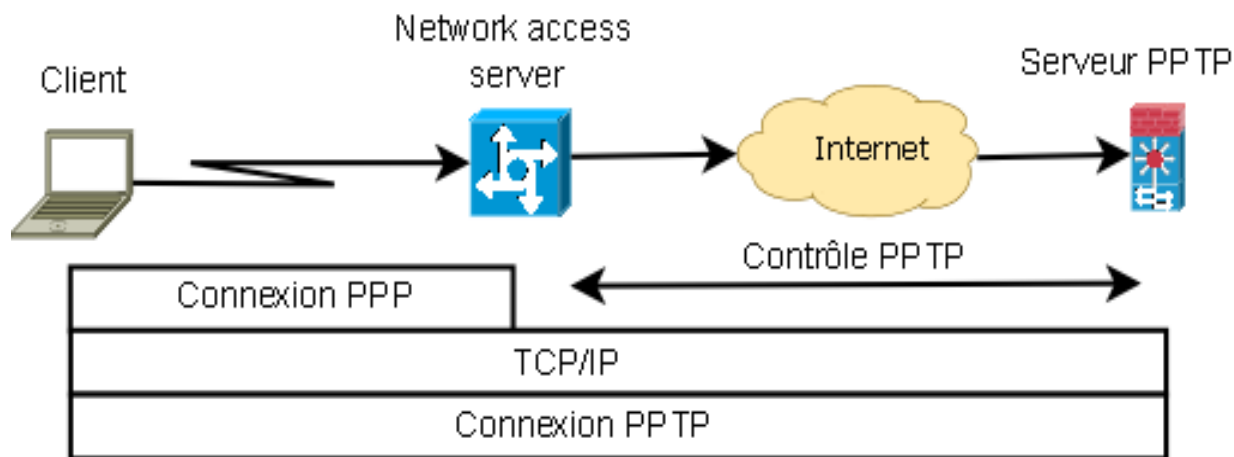 Network access
server
Client
Serveur PPTP
Internet
Contrôle PPTP
Connexion PPP
TCP/IP
Connexion PPTP